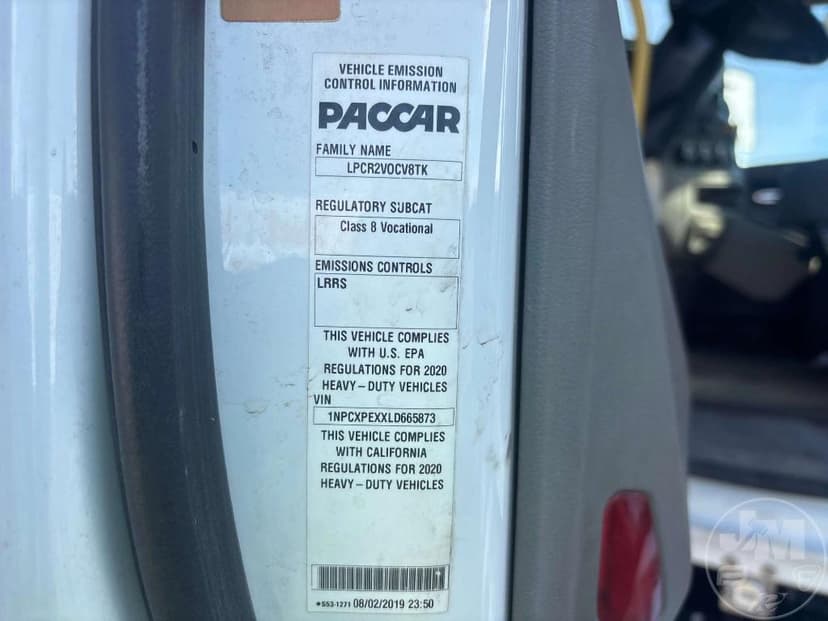 VEHICLE EMISSION
CONTROL INFORMATION
PACCAR
FAMILY NAME
LPCR2VOCV8TK
REGULATORY SUBCAT
Class 8 Vocational
EMISSIONS CONTROLS
LRRS
THIS VEHICLE COMPLIES
WITH U.S. EPA
REGULATIONS FOR 2020
HEAVY-DUTY VEHICLES
VIN
1NPCXPEXXLD665873
THIS VEHICLE COMPLIES
WITH CALIFORNIA
REGULATIONS FOR 2020
HEAVY-DUTY VEHICLES
*S53-1271 08/02/2019 23:50